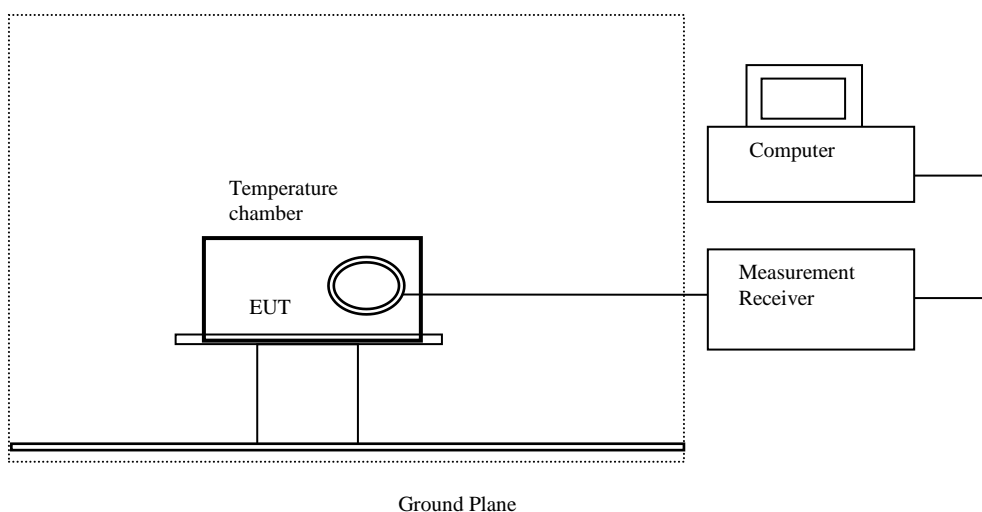 Computer
Temperature
chamber
Measurement
Receiver
EUT
Ground Plane